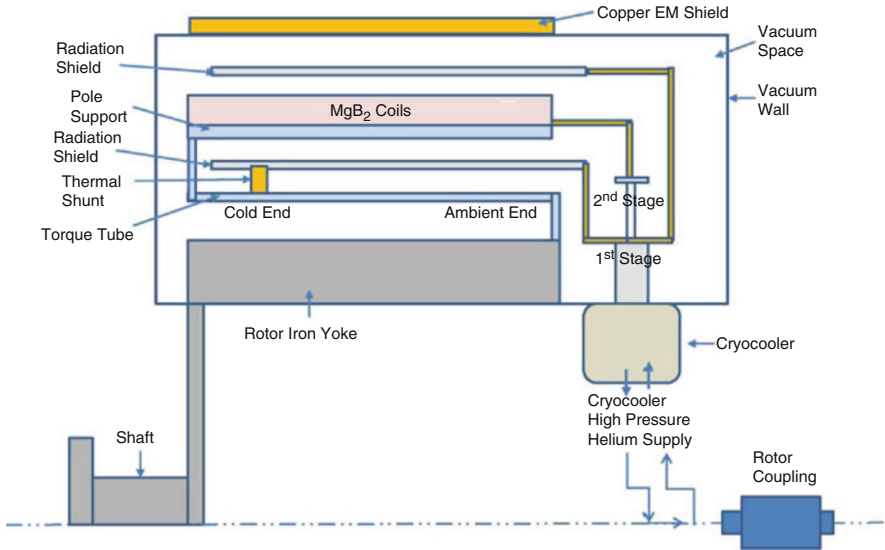 Copper EM Shield
Radiation
Shield
Vacuum
Space
Pole
Support
MgB₂ Coils
Vacuum
Wall
Radiation
Shield
Thermal
Shunt
2nd Stage
Cold End
Ambient End
Torque Tube
1st Stage
Rotor Iron Yoke
Cryocooler
Cryocooler
High Pressure
Helium Supply
Shaft
Rotor
Coupling